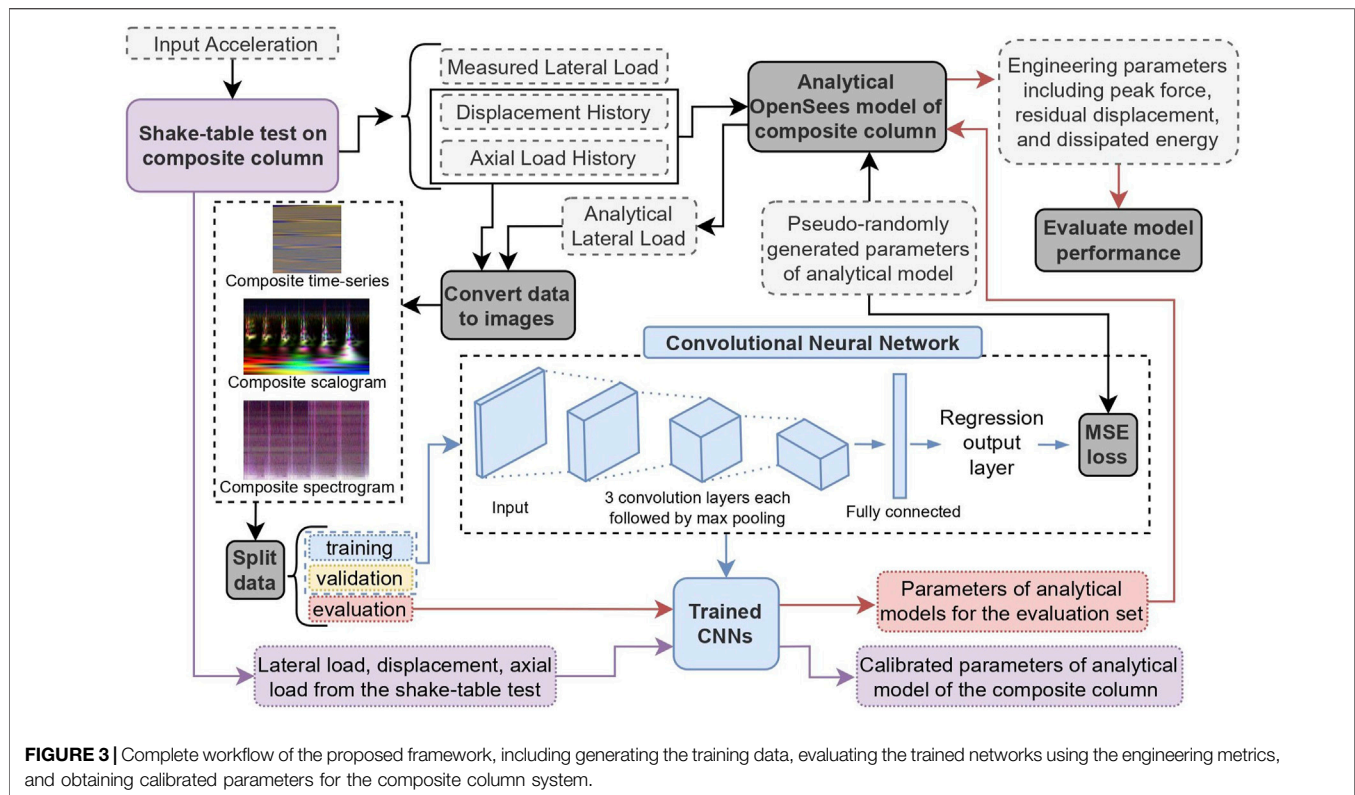 Input Acceleration
Shake-table test on
composite column
Measured Lateral Load
Displacement History
Axial Load History
Analytical
OpenSees model of
composite column
Engineering parameters
including peak force,
residual displacement,
and dissipated energy
Evaluate model
performance
Analytical
Lateral Load
Pseudo-randomly
generated parameters
of analytical model
Convert data
to images
Composite time-series
Composite scalogram
Composite spectrogram
Convolutional Neural Network
Input
3 convolution layers each
followed by max pooling
Fully connected
Regression
output
layer
MSE
loss
Split
data
training
validation
evaluation
Trained
CNNs
Parameters of analytical
models for the evaluation set
Lateral load, displacement, axial
load from the shake-table test
Calibrated parameters of analytical
model of the composite column
FIGURE 3 | Complete workflow of the proposed framework, including generating the training data, evaluating the trained networks using the engineering metrics,
and obtaining calibrated parameters for the composite column system.